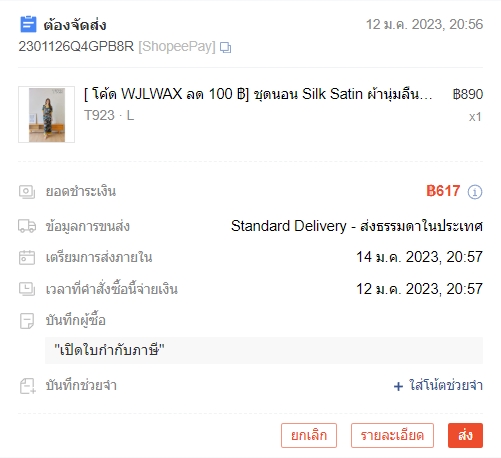 ต้องจัดส่ง 12 ม.ค. 2023, 20:56
2301126Q4GPB8R [ShopeePay]
[ โค้ด WJLWAX ลด 100 ฿] ชุดนอน Silk Satin ผ้านุ่มลื่น... ฿890
T923 · L x1
ยอดชำระเงิน ฿617
ข้อมูลการขนส่ง Standard Delivery - ส่งธรรมดาในประเทศ
เตรียมการส่งภายใน 14 ม.ค. 2023, 20:57
เวลาที่คำสั่งซื้อนี้จ่ายเงิน 12 ม.ค. 2023, 20:57
บันทึกผู้ซื้อ
"เปิดใบกำกับภาษี"
บันทึกช่วยจำ + ใส่โน้ตช่วยจำ
ยกเลิก รายละเอียด ส่ง